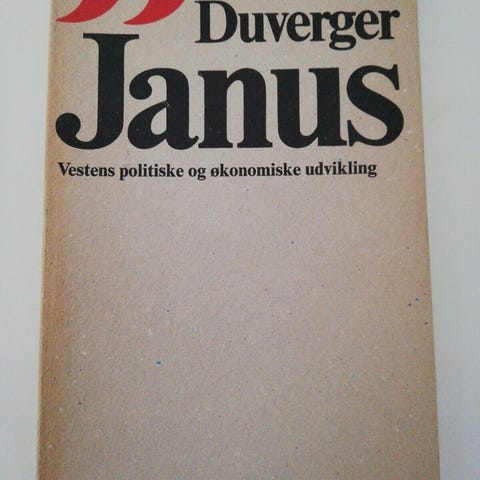 Duverger
Janus
Vestens politiske og økonomiske udvikling